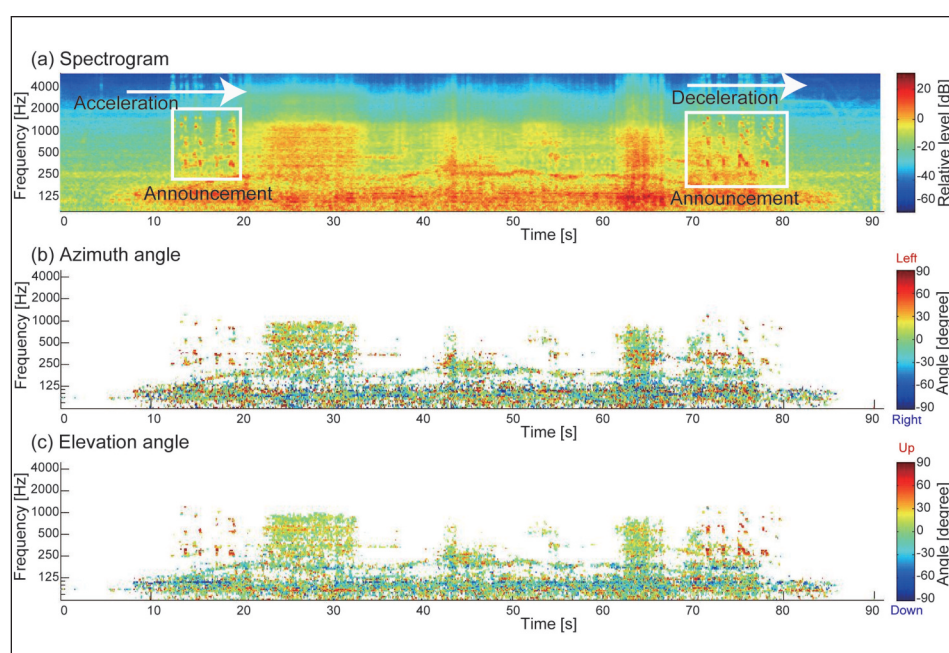 (a) Spectrogram
Frequency [Hz]
4000
2000
1000
500
250
125
Acceleration
Deceleration
Announcement
Announcement
0 10 20 30 40 50 60 70 80 90
Time [s]
20
0
-20
-40
-60
Relative level [dB]
(b) Azimuth angle
Frequency [Hz]
4000
2000
1000
500
250
125
0 10 20 30 40 50 60 70 80 90
Time [s]
Left
90
60
30
0
-30
-60
-90
Right
Angle [degree]
(c) Elevation angle
Frequency [Hz]
4000
2000
1000
500
250
125
0 10 20 30 40 50 60 70 80 90
Time [s]
Up
90
60
30
0
-30
-60
-90
Down
Angle [degree]